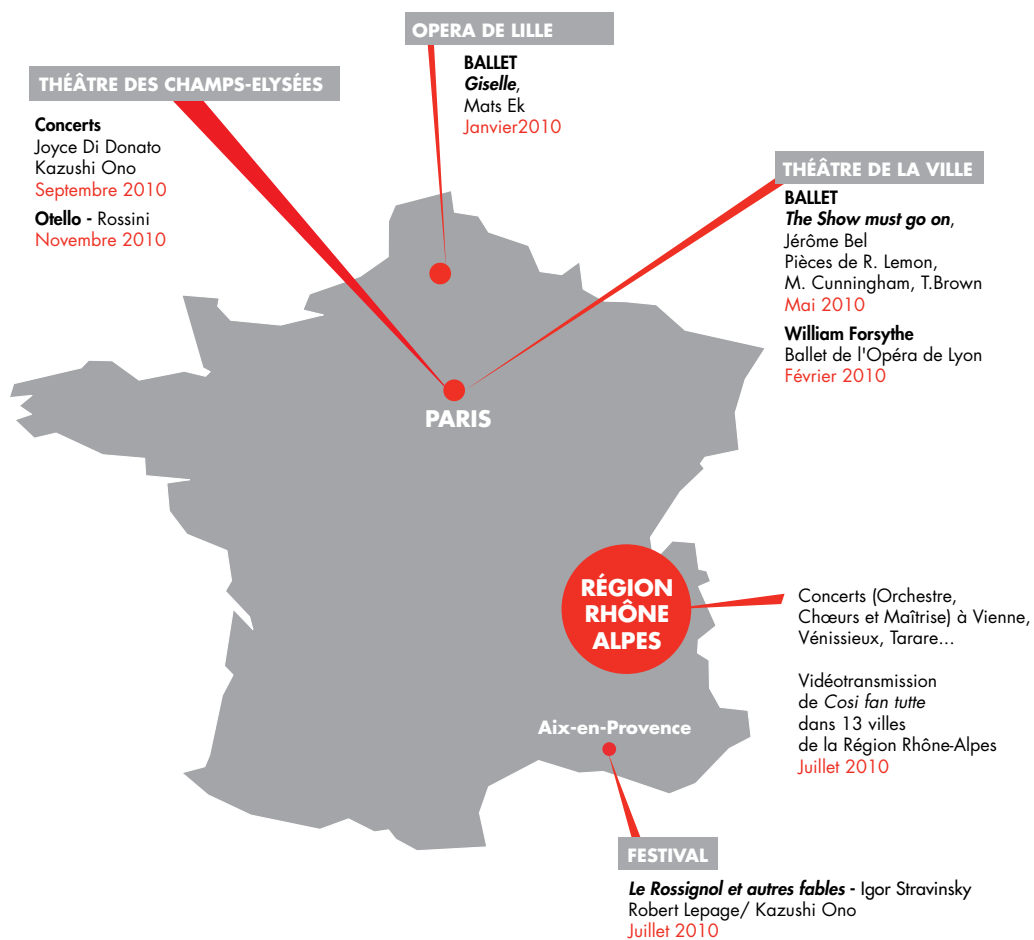 OPERA DE LILLE
BALLET
Giselle,
Mats Ek
Janvier2010
THÉÂTRE DES CHAMPS-ELYSÉES
Concerts
Joyce Di Donato
Kazushi Ono
Septembre 2010
Otello - Rossini
Novembre 2010
THÉÂTRE DE LA VILLE
BALLET
The Show must go on,
Jérôme Bel
Pièces de R. Lemon,
M. Cunningham, T.Brown
Mai 2010
William Forsythe
Ballet de l'Opéra de Lyon
Février 2010
PARIS
RÉGION
RHÔNE
ALPES
Concerts (Orchestre,
Chœurs et Maîtrise) à Vienne,
Vénissieux, Tarare...
Vidéotransmission
de Cosi fan tutte
dans 13 villes
de la Région Rhône-Alpes
Juillet 2010
Aix-en-Provence
FESTIVAL
Le Rossignol et autres fables - Igor Stravinsky
Robert Lepage/ Kazushi Ono
Juillet 2010